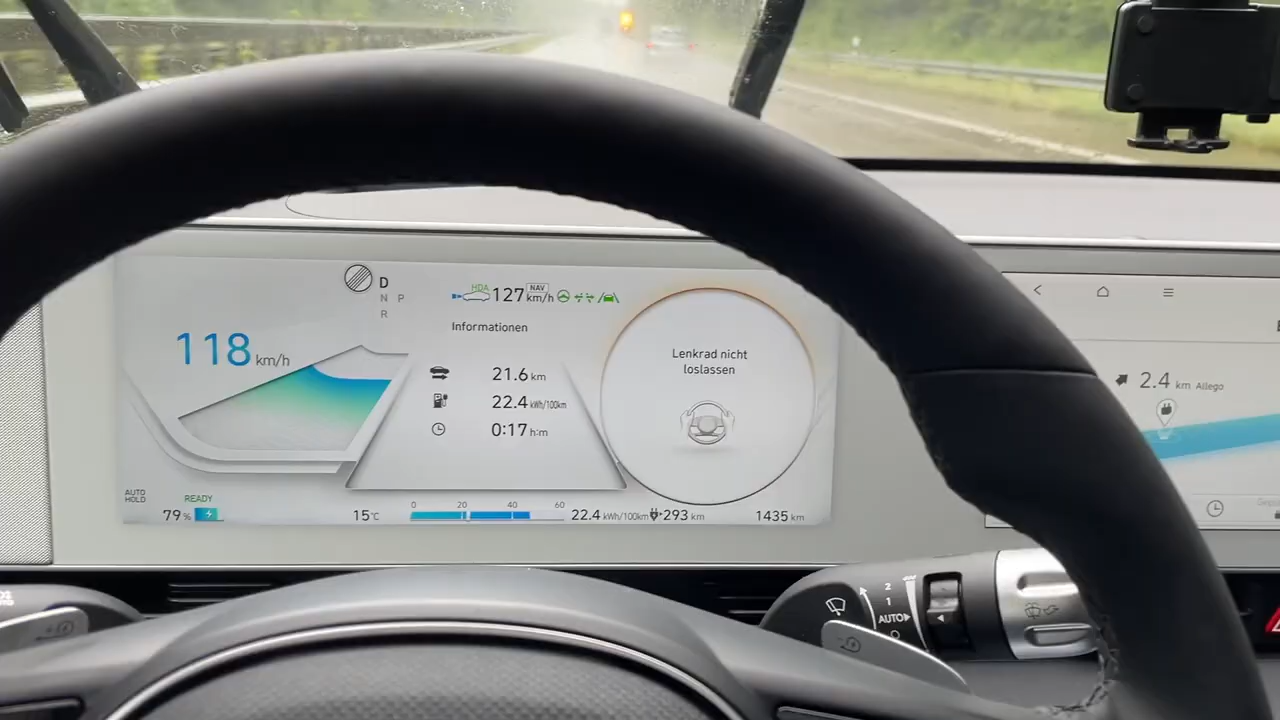 D
N P
R
HDA
127 km/h
NAV
118 km/h
Informationen
21.6 km
22.4 kWh/100km
0:17 h:m
Lenkrad nicht
loslassen
2.4 km Allego
AUTO
HOLD
READY
79 %
15°C
0 20 40 60
22.4 kWh/100km
293 km
1435 km
2
1
AUTO